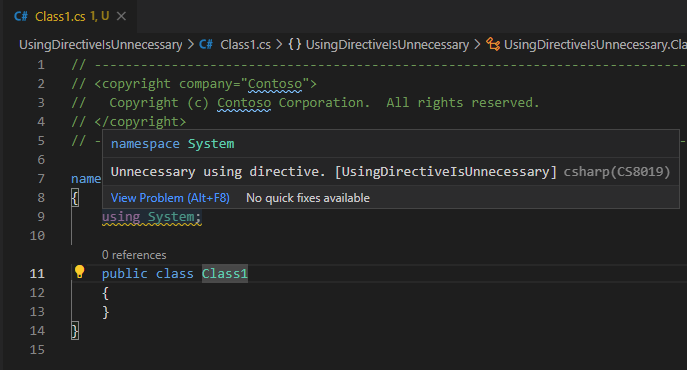 C# Class1.cs 1, U ×
UsingDirectiveIsUnnecessary > C# Class1.cs > {} UsingDirectiveIsUnnecessary > UsingDirectiveIsUnnecessary.Cla
1 // -----------------------------------------------------------------------
2 // <copyright company="Contoso">
3 //   Copyright (c) Contoso Corporation.  All rights reserved.
4 // </copyright>
5 // -
namespace System
6
Unnecessary using directive. [UsingDirectiveIsUnnecessary] csharp(CS8019)
7 name
View Problem (Alt+F8) No quick fixes available
8 {
9 using System;
10
0 references
11 public class Class1
12 {
13 }
14 }
15